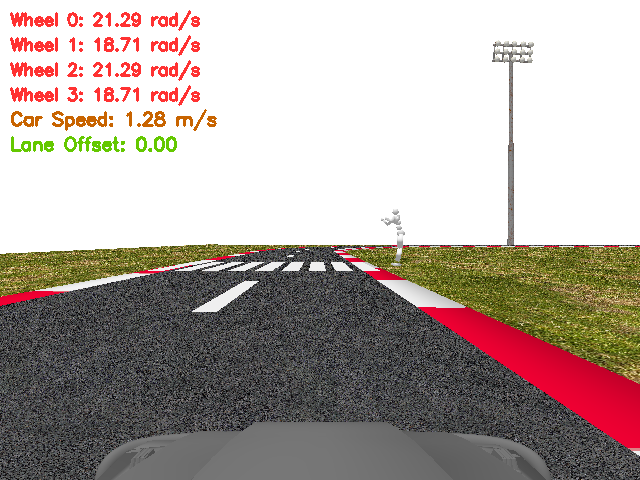 Wheel 0: 21.29 rad/s
Wheel 1: 18.71 rad/s
Wheel 2: 21.29 rad/s
Wheel 3: 18.71 rad/s
Car Speed: 1.28 m/s
Lane Offset: 0.00